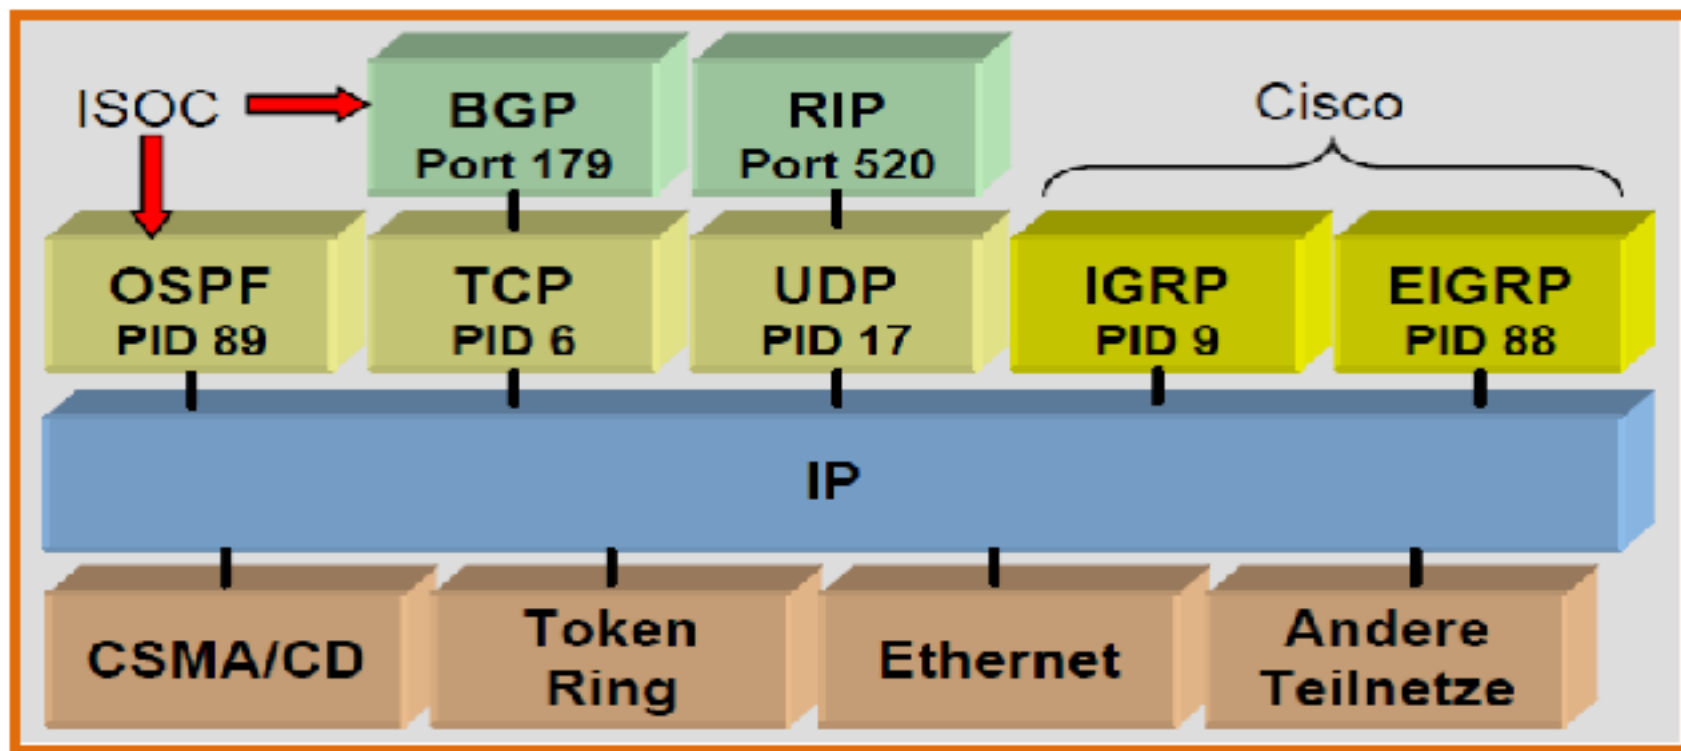 ISOC
BGP
Port 179
RIP
Port 520
Cisco
OSPF
PID 89
TCP
PID 6
UDP
PID 17
IGRP
PID 9
EIGRP
PID 88
IP
CSMA/CD
Token
Ring
Ethernet
Andere
Teilnetze